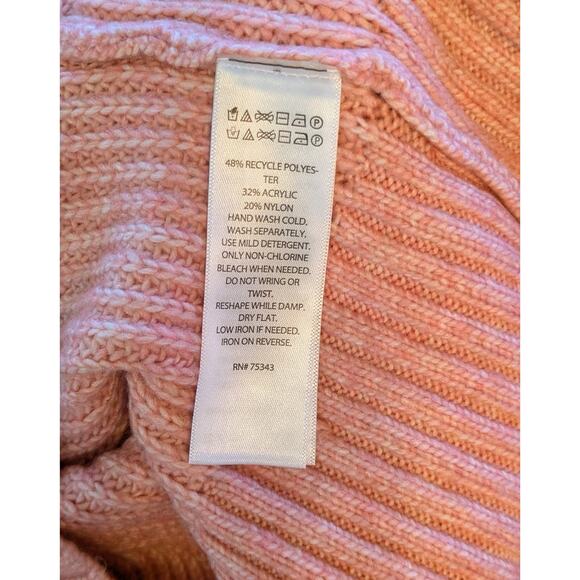 48% RECYCLE POLYES-
TER
32% ACRYLIC
20% NYLON
HAND WASH COLD.
WASH SEPARATELY.
USE MILD DETERGENT.
ONLY NON-CHLORINE
BLEACH WHEN NEEDED.
DO NOT WRING OR
TWIST.
RESHAPE WHILE DAMP.
DRY FLAT.
LOW IRON IF NEEDED.
IRON ON REVERSE.
RN# 75343